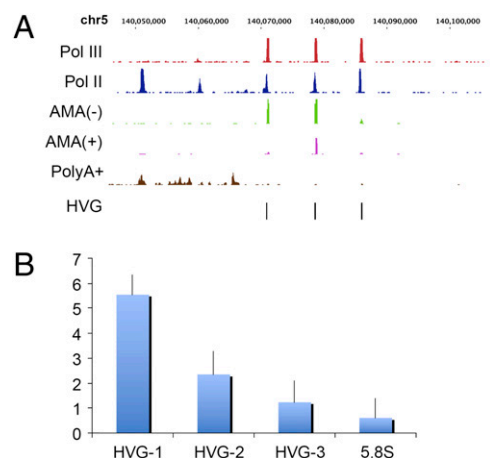 A
chr5 140,050,000 140,060,000 140,070,000 140,080,000 140,090,000 140,100,000
Pol III
Pol II
AMA(-)
AMA(+)
PolyA+
HVG
B
7
6
5
4
3
2
1
0
HVG-1 HVG-2 HVG-3 5.8S